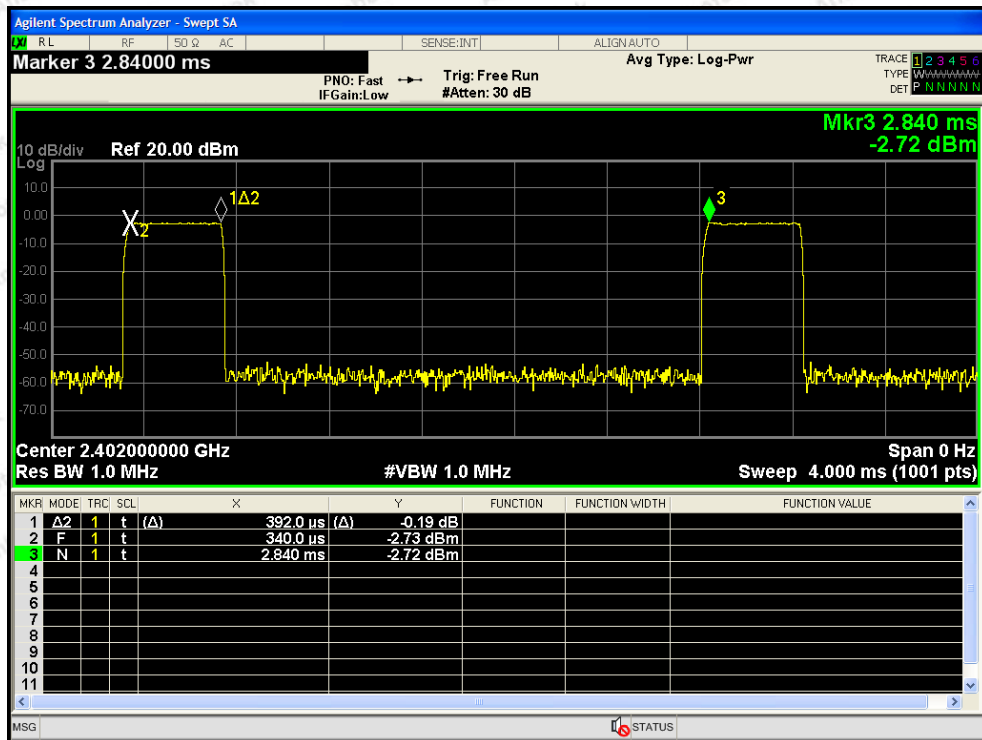 Agilent Spectrum Analyzer - Swept SA
LXI RL RF 50 Ω AC SENSE:INT ALIGNAUTO
Marker 3 2.84000 ms
PNO: Fast
IFGain:Low
Trig: Free Run
#Atten: 30 dB
Avg Type: Log-Pwr
TRACE 1 2 3 4 5 6
TYPE W
DET P N N N N N
Mkr3 2.840 ms
-2.72 dBm
10 dB/div Ref 20.00 dBm
Log
10.0
0.00
-10.0
-20.0
-30.0
-40.0
-50.0
-60.0
-70.0
2
1Δ2
3
Center 2.402000000 GHz Span 0 Hz
Res BW 1.0 MHz #VBW 1.0 MHz Sweep 4.000 ms (1001 pts)
MKR MODE TRC SCL X Y FUNCTION FUNCTION WIDTH FUNCTION VALUE
1 Δ2 1 t (Δ) 392.0 µs (Δ) -0.19 dB
2 F 1 t 340.0 µs -2.73 dBm
3 N 1 t 2.840 ms -2.72 dBm
4
5
6
7
8
9
10
11
MSG STATUS